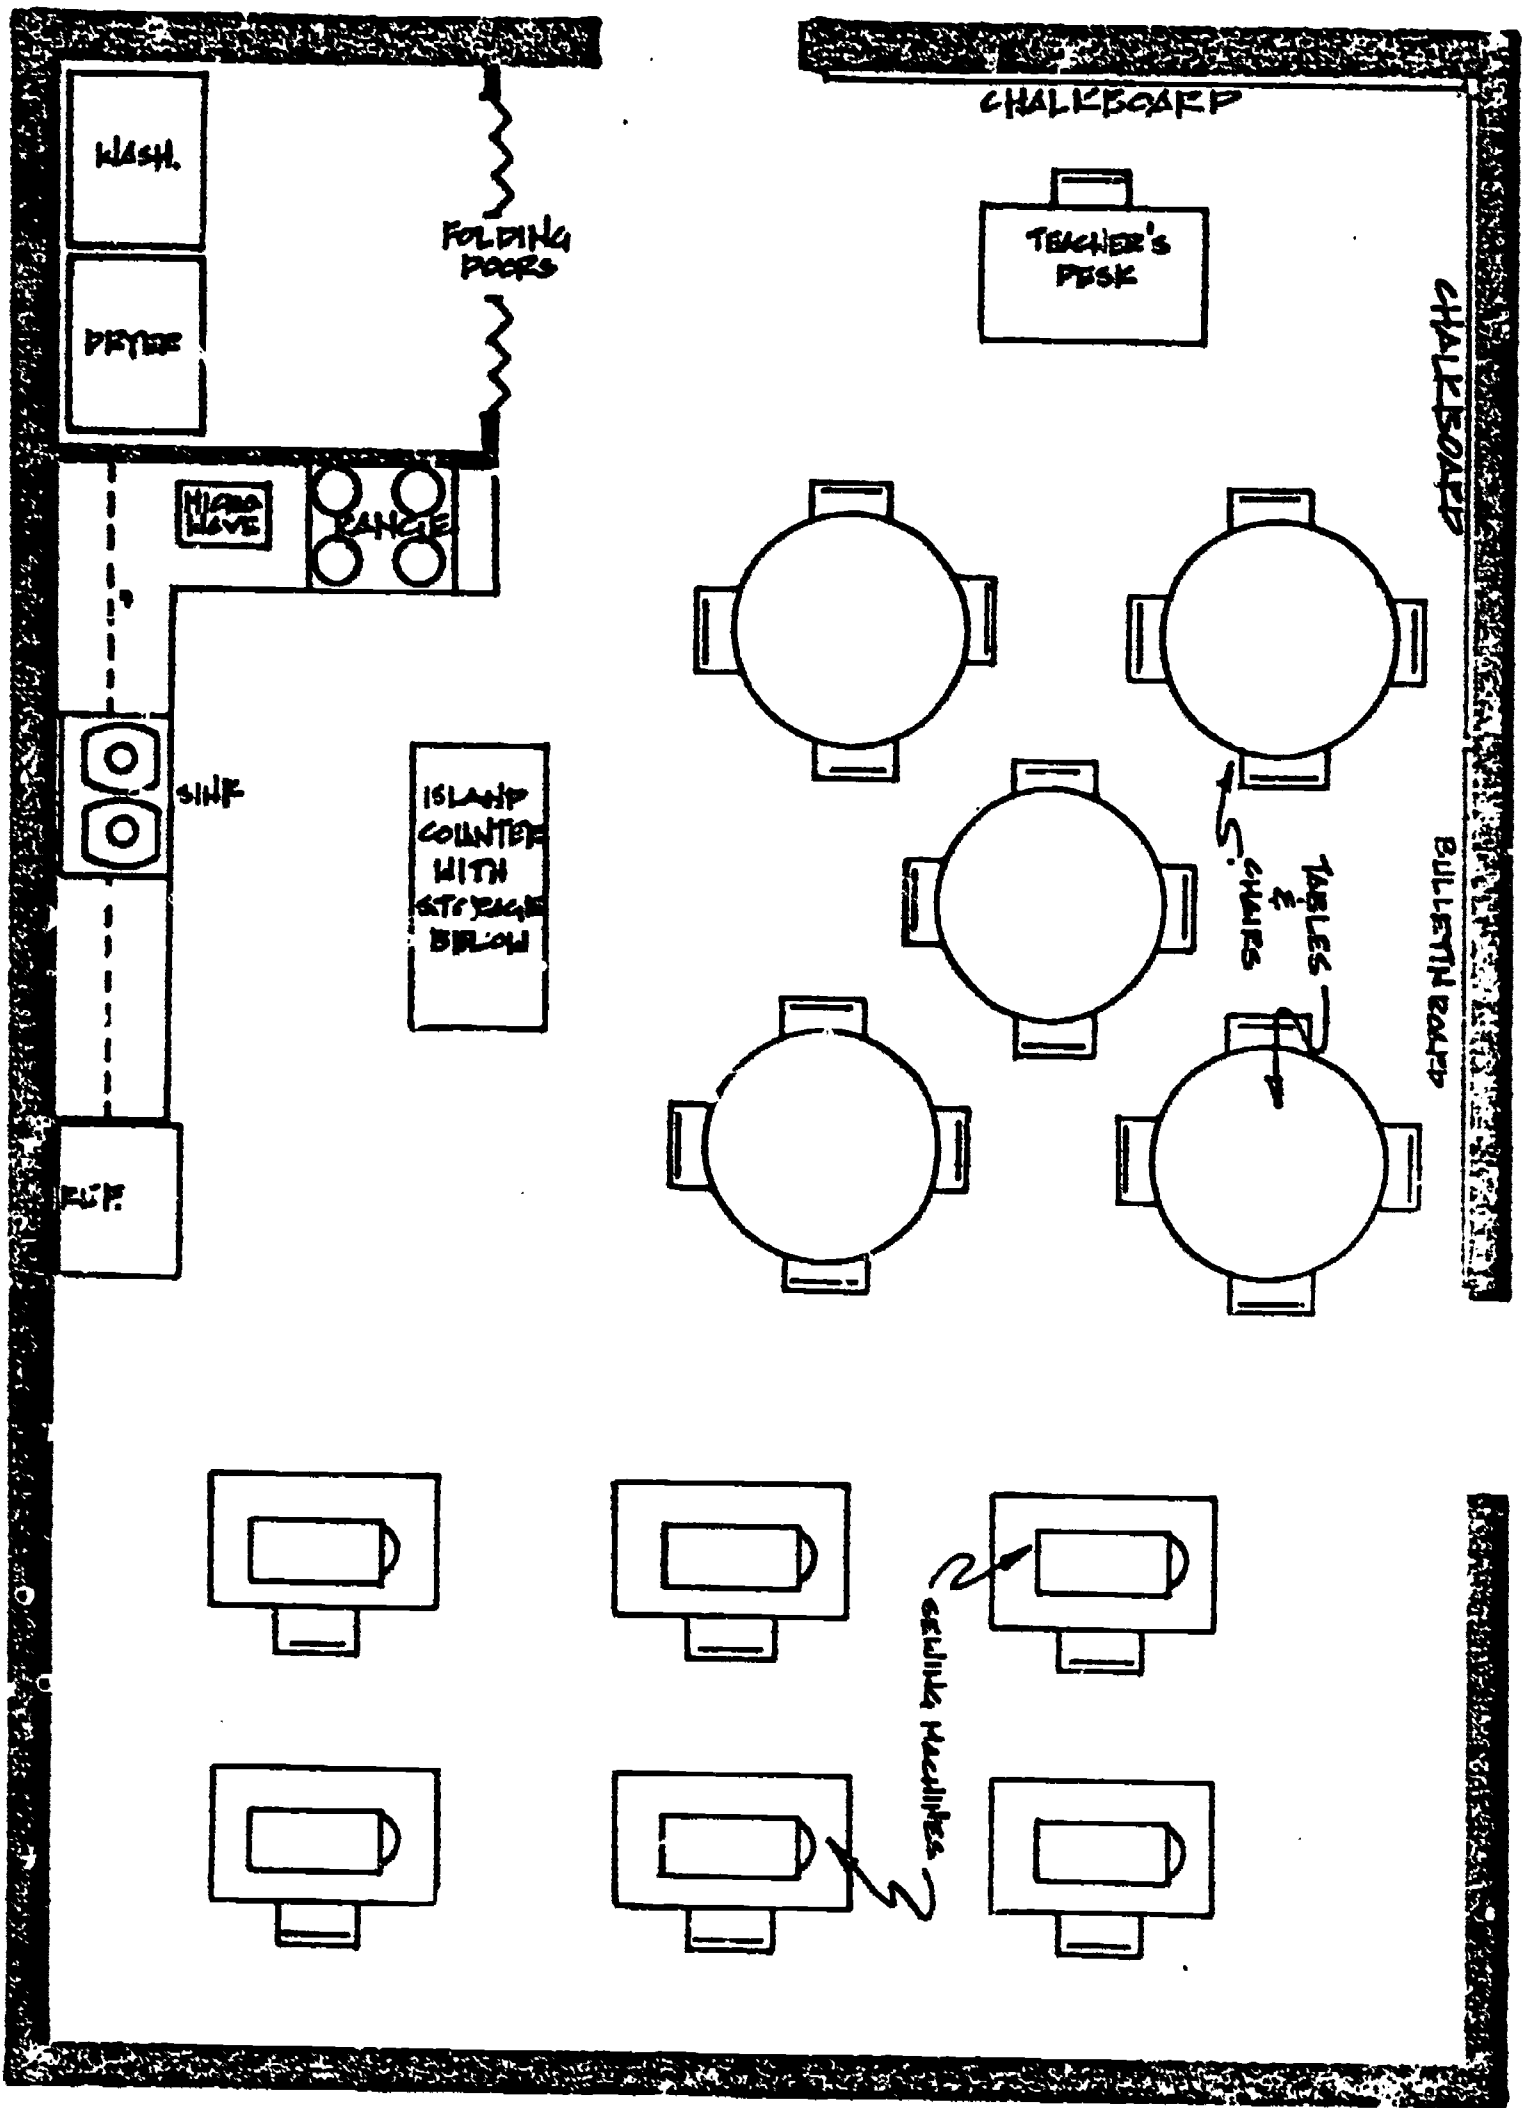 CHALKBOARD
WASH.
TEACHER'S
DESK
FOLDING
DOORS
DRYER
CHALKBOARD
MICRO
WAVE
RANGE
SINK
ISLAND
COUNTER
WITH
STORAGE
BELOW
TABLES
&
CHAIRS
BULLETIN BOARD
REF.
SEWING MACHINES